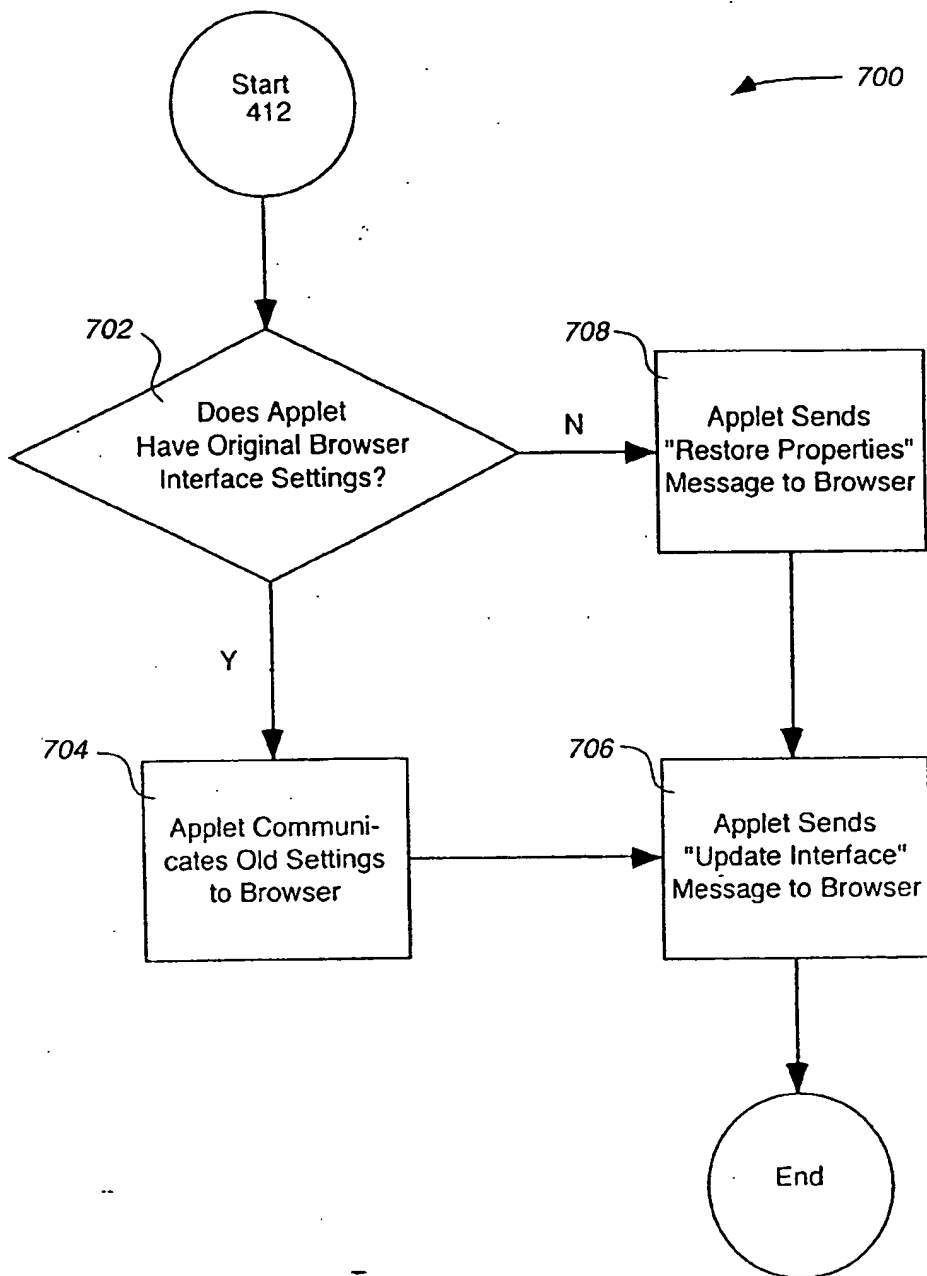 Start
412
700
702
Does Applet
Have Original Browser
Interface Settings?
N
708
Applet Sends
"Restore Properties"
Message to Browser
Y
704
Applet Communi-
cates Old Settings
to Browser
706
Applet Sends
"Update Interface"
Message to Browser
End